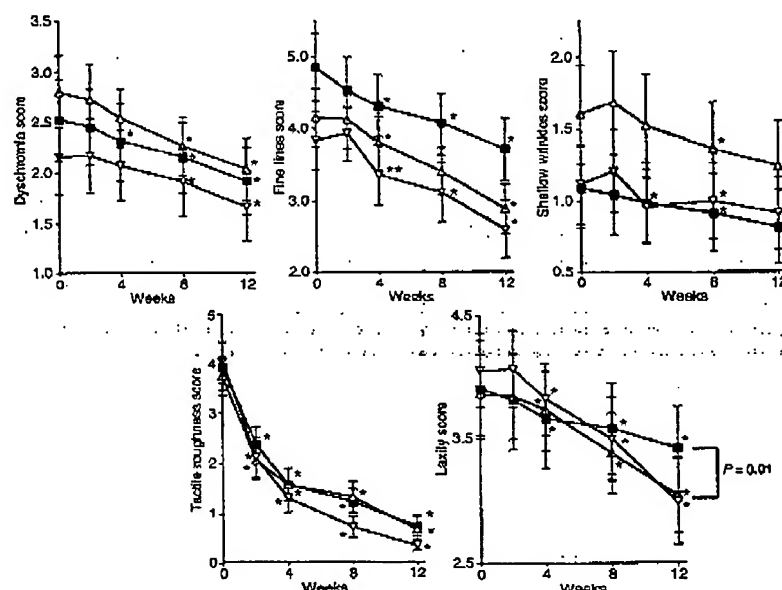 3.5
3.0
2.5
2.0
1.5
1.0
0 4 8 12
Weeks
Dyschromia score
5.0
4.0
3.0
2.0
0 4 8 12
Weeks
Fine lines score
2.0
1.5
1.0
0.5
0 4 8 12
Weeks
Shallow wrinkles score
5
4
3
2
1
0
0 4 8 12
Weeks
Tactile roughness score
4.5
3.5
2.5
0 4 8 12
Weeks
Laxity score
P = 0.01